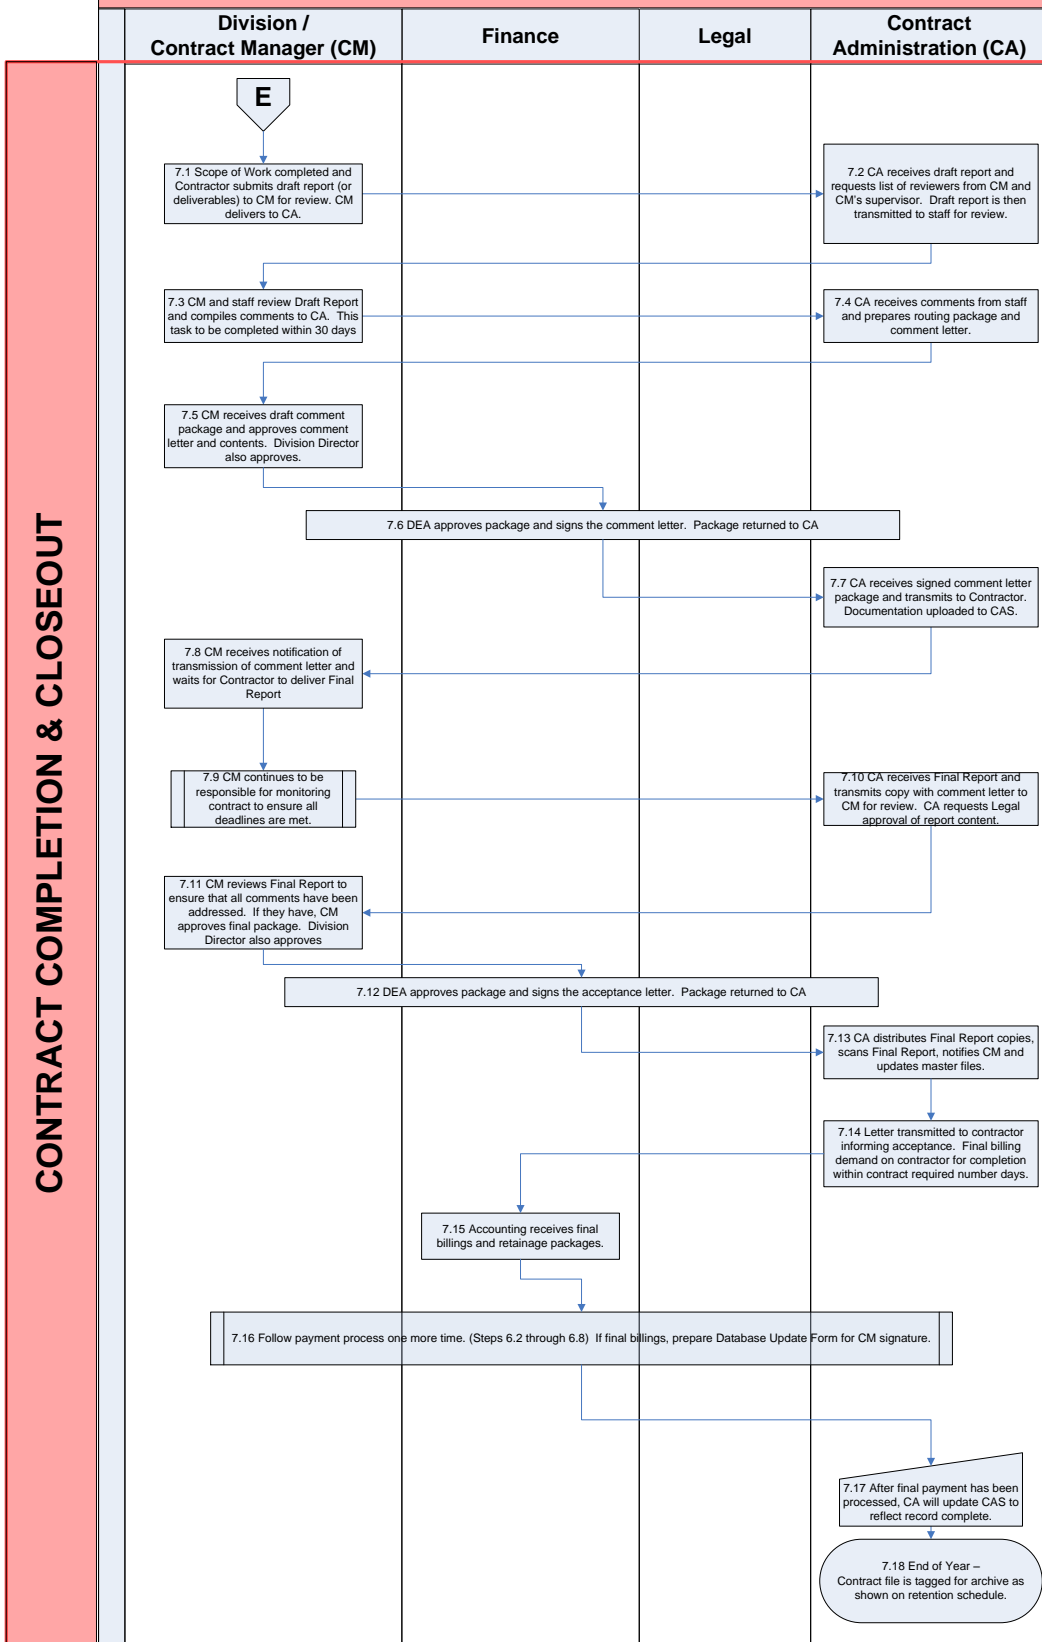 Division /
Contract Manager (CM)
Finance
Legal
Contract
Administration (CA)
CONTRACT COMPLETION & CLOSEOUT
E
7.1 Scope of Work completed and
Contractor submits draft report (or
deliverables) to CM for review. CM
delivers to CA.
7.2 CA receives draft report and
requests list of reviewers from CM and
CM's supervisor. Draft report is then
transmitted to staff for review.
7.3 CM and staff review Draft Report
and compiles comments to CA. This
task to be completed within 30 days
7.4 CA receives comments from staff
and prepares routing package and
comment letter.
7.5 CM receives draft comment
package and approves comment
letter and contents. Division Director
also approves.
7.6 DEA approves package and signs the comment letter. Package returned to CA
7.7 CA receives signed comment letter
package and transmits to Contractor.
Documentation uploaded to CAS.
7.8 CM receives notification of
transmission of comment letter and
waits for Contractor to deliver Final
Report
7.9 CM continues to be
responsible for monitoring
contract to ensure all
deadlines are met.
7.10 CA receives Final Report and
transmits copy with comment letter to
CM for review. CA requests Legal
approval of report content.
7.11 CM reviews Final Report to
ensure that all comments have been
addressed. If they have, CM
approves final package. Division
Director also approves
7.12 DEA approves package and signs the acceptance letter. Package returned to CA
7.13 CA distributes Final Report copies,
scans Final Report, notifies CM and
updates master files.
7.14 Letter transmitted to contractor
informing acceptance. Final billing
demand on contractor for completion
within contract required number days.
7.15 Accounting receives final
billings and retainage packages.
7.16 Follow payment process one more time. (Steps 6.2 through 6.8) If final billings, prepare Database Update Form for CM signature.
7.17 After final payment has been
processed, CA will update CAS to
reflect record complete.
7.18 End of Year –
Contract file is tagged for archive as
shown on retention schedule.